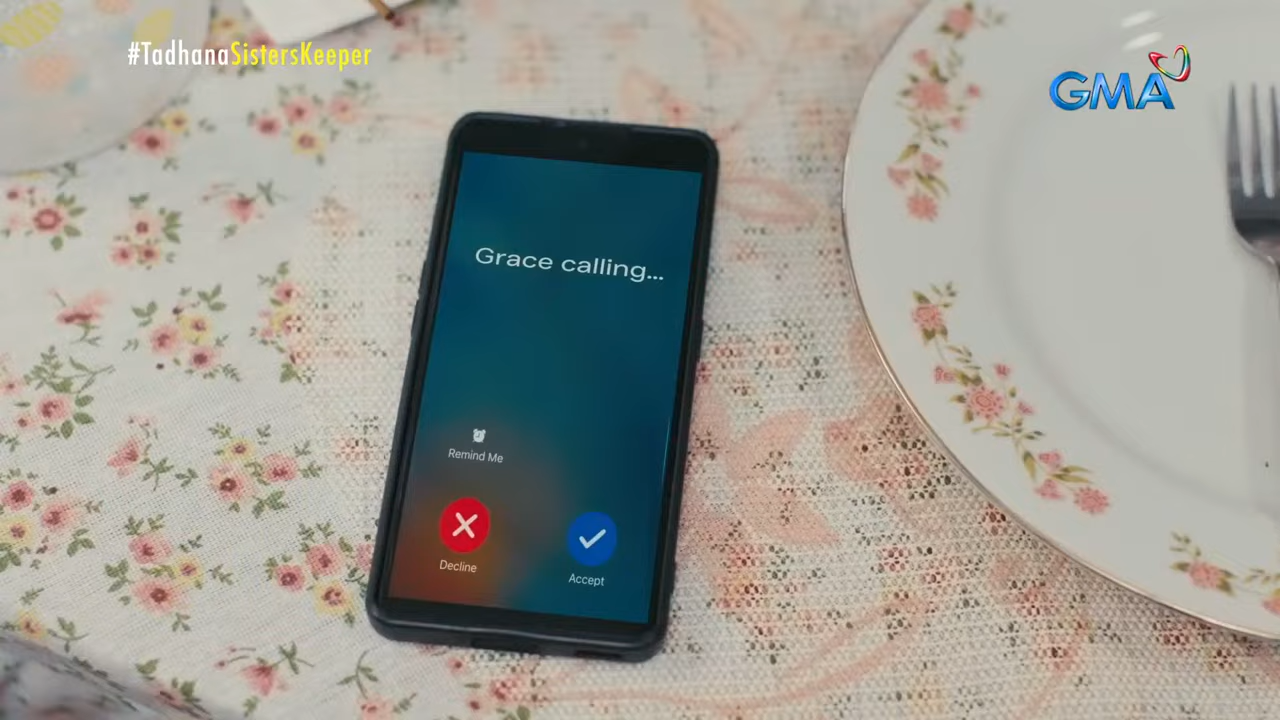 #TadhanaSistersKeeper
GMA
Grace calling...
Remind Me
Decline
Accept